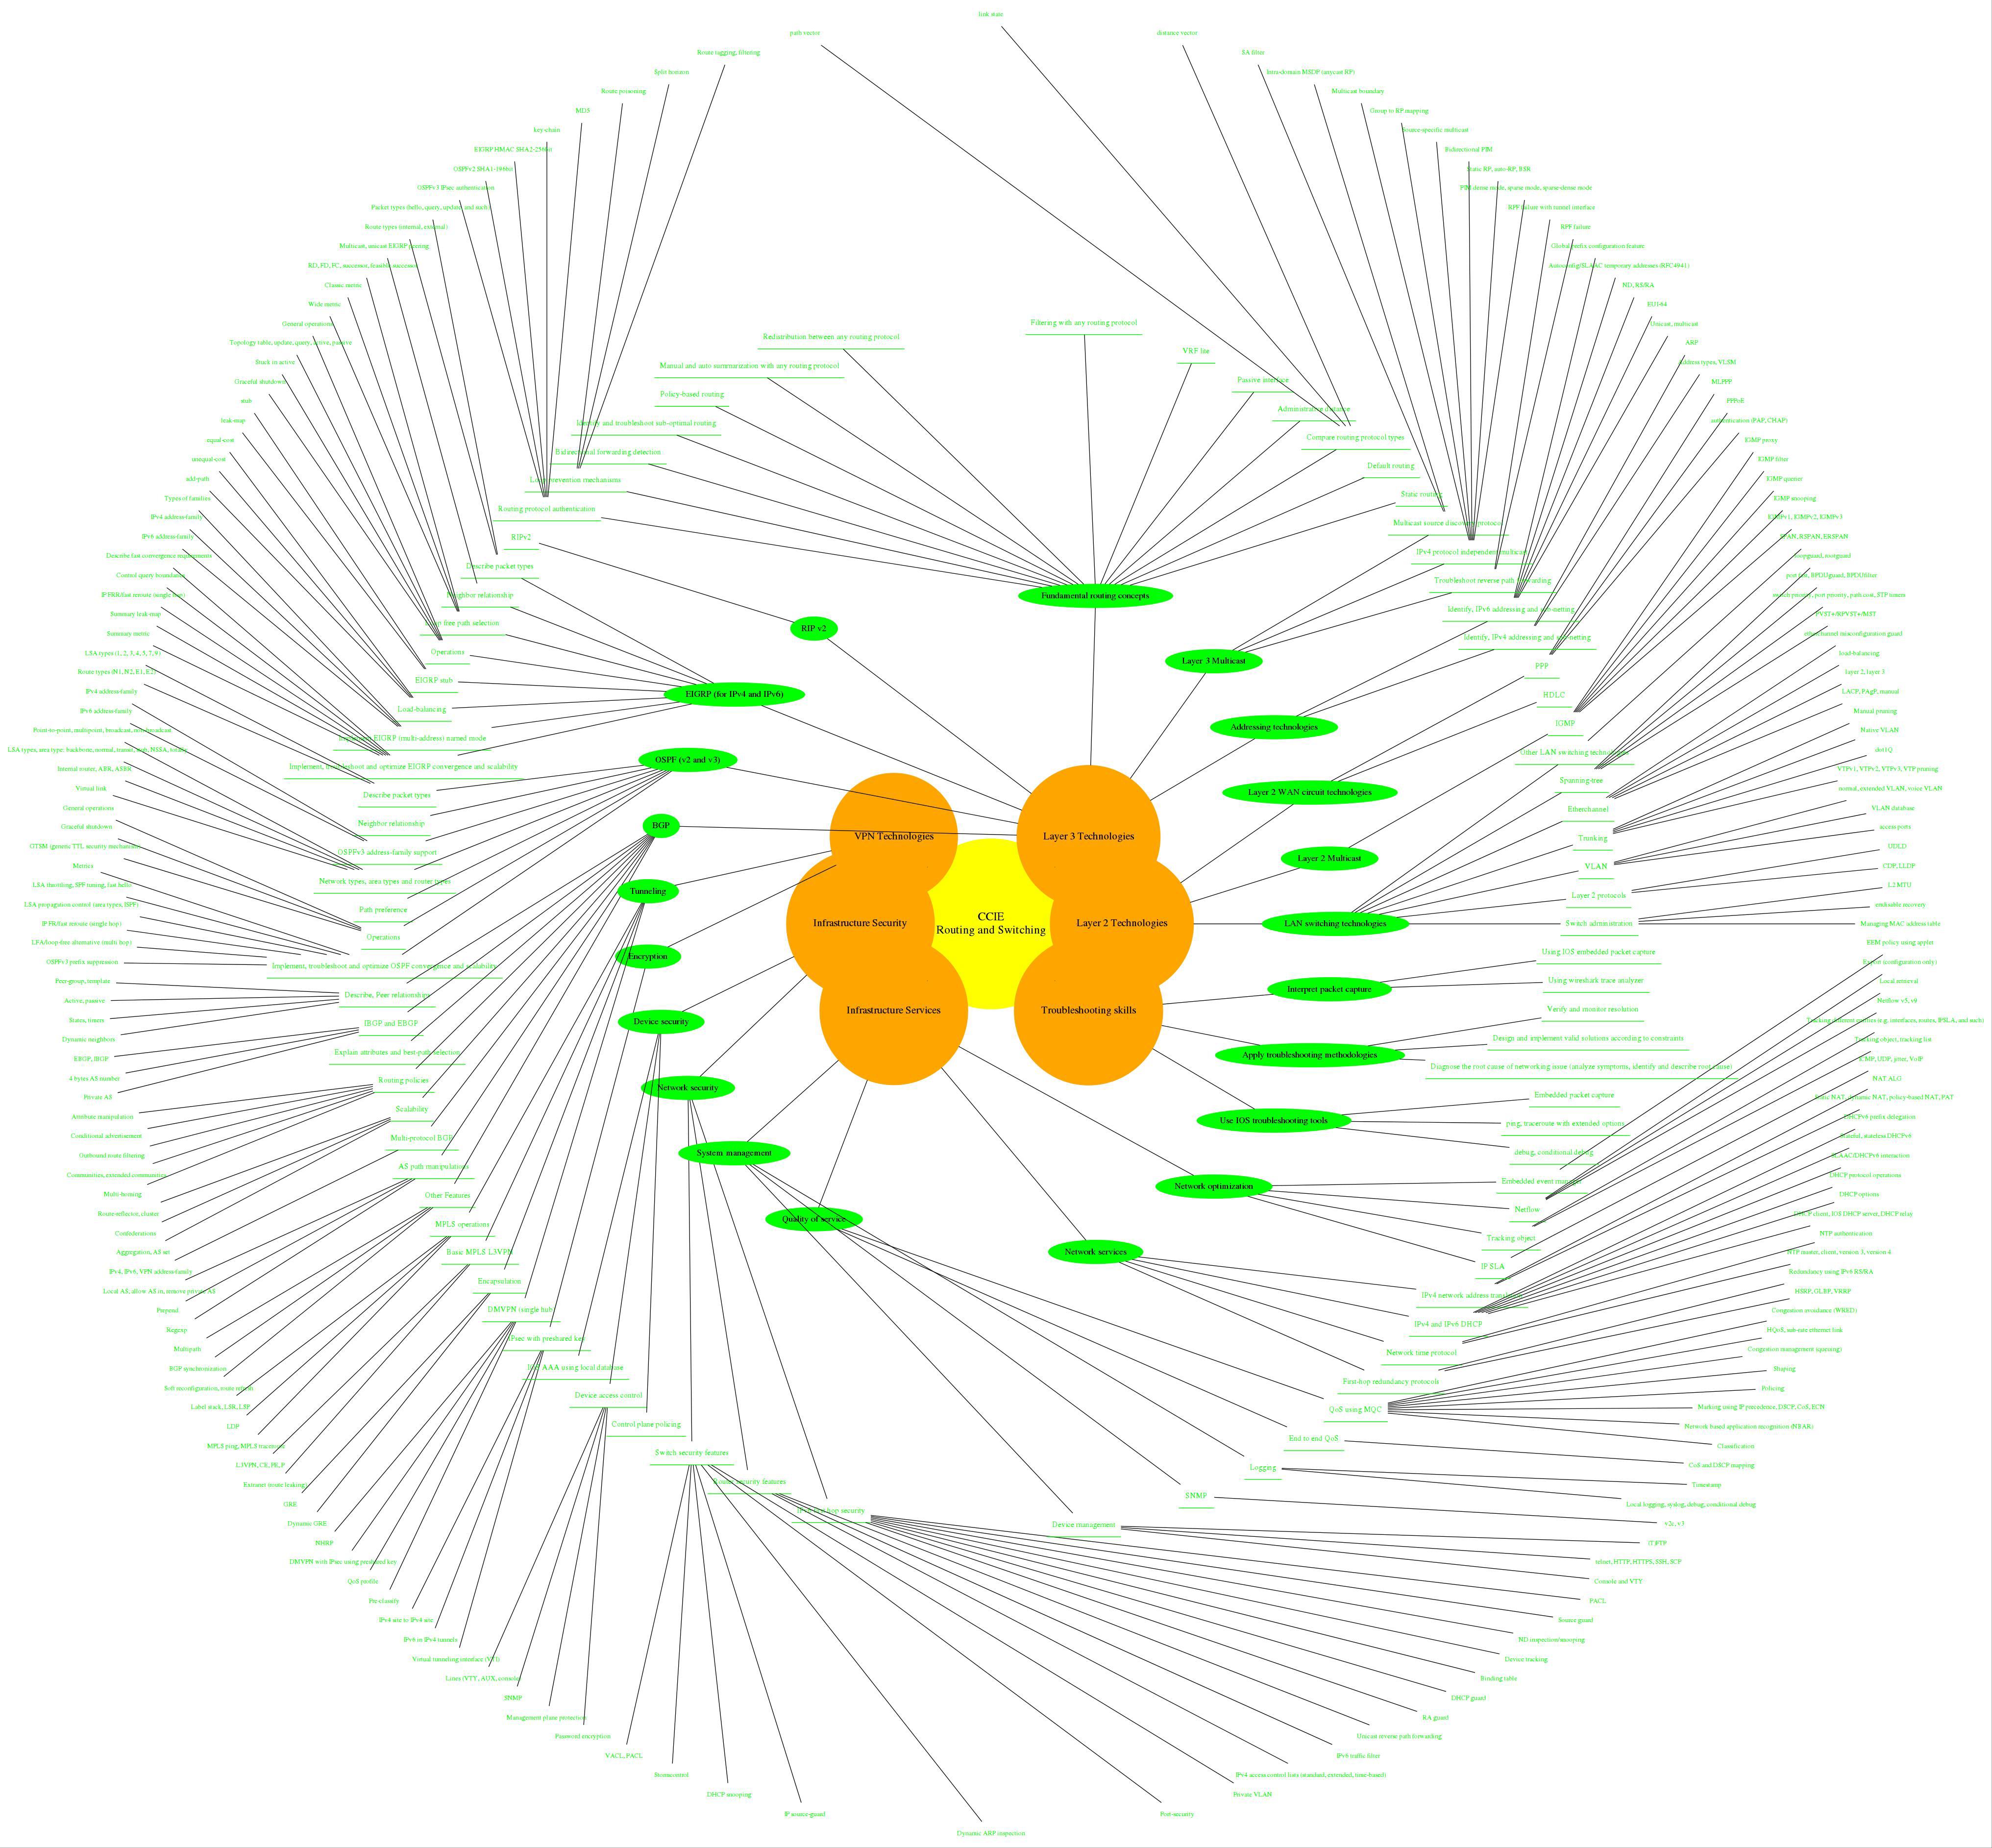 link state
path vector
distance vector
Route tagging, filtering
SA filter
Split horizon
Intra-domain MSDP (anycast RP)
Route poisoning
Multicast boundary
MD5
Group to RP mapping
key-chain
Source-specific multicast
EIGRP HMAC SHA2-256bit
Bidirectional PIM
OSPFv2 SHA1-196bit
Static RP, auto-RP, BSR
OSPFv3 IPsec authentication
PIM dense mode, sparse mode, sparse-dense mode
Packet types (hello, query, update and such)
RPF failure with tunnel interface
Route types (internal, external)
RPF failure
Multicast, unicast EIGRP peering
Global prefix configuration feature
RD, FD, FC, successor, feasible successor
Autoconfig/SLAAC temporary addresses (RFC4941)
Classic metric
ND, RS/RA
Wide metric
EUI-64
General operations
Filtering with any routing protocol
Unicast, multicast
Redistribution between any routing protocol
Topology table, update, query, active, passive
ARP
VRF lite
Stuck in active
Manual and auto summarization with any routing protocol
Address types, VLSM
Graceful shutdown
Passive interface
MLPPP
Policy-based routing
stub
PPPoE
Administrative distance
leak-map
Identify and troubleshoot sub-optimal routing
authentication (PAP, CHAP)
equal-cost
Compare routing protocol types
IGMP proxy
Bidirectional forwarding detection
unequal-cost
Default routing
IGMP filter
add-path
Loop prevention mechanisms
IGMP querier
Types of families
Static routing
IGMP snooping
Routing protocol authentication
IPv4 address-family
Multicast source discovery protocol
IGMPv1, IGMPv2, IGMPv3
RIPv2
IPv6 address-family
SPAN, RSPAN, ERSPAN
Describe fast convergence requirements
IPv4 protocol independent multicast
loopguard, rootguard
Describe packet types
Control query boundaries
Troubleshoot reverse path forwarding
port fast, BPDUguard, BPDUfilter
Neighbor relationship
Fundamental routing concepts
IP FRR/fast reroute (single hop)
switch priority, port priority, path cost, STP timers
Summary leak-map
Identify, IPv6 addressing and sub-netting
PVST+/RPVST+/MST
Loop free path selection
RIP v2
Summary metric
Identify, IPv4 addressing and sub-netting
etherchannel misconfiguration guard
Operations
LSA types (1, 2, 3, 4, 5, 7, 9)
Layer 3 Multicast
load-balancing
Route types (N1, N2, E1, E2)
PPP
layer 2, layer 3
EIGRP stub
EIGRP (for IPv4 and IPv6)
IPv4 address-family
HDLC
LACP, PAgP, manual
Load-balancing
IPv6 address-family
Manual pruning
IGMP
Addressing technologies
Point-to-point, multipoint, broadcast, non-broadcast
Native VLAN
Implement EIGRP (multi-address) named mode
LSA types, area type: backbone, normal, transit, stub, NSSA, totally
Other LAN switching technologies
dot1Q
OSPF (v2 and v3)
Internal router, ABR, ASBR
Implement, troubleshoot and optimize EIGRP convergence and scalability
VTPv1, VTPv2, VTPv3, VTP pruning
Virtual link
Spanning-tree
normal, extended VLAN, voice VLAN
Describe packet types
Layer 2 WAN circuit technologies
General operations
Etherchannel
VLAN database
Graceful shutdown
Neighbor relationship
BGP
access ports
VPN Technologies
Layer 3 Technologies
Trunking
GTSM (generic TTL security mechanism)
UDLD
OSPFv3 address-family support
Layer 2 Multicast
Metrics
VLAN
CDP, LLDP
LSA throttling, SPF tuning, fast hello
Network types, area types and router types
L2 MTU
Tunneling
Layer 2 protocols
LSA propagation control (area types, ISPF)
errdisable recovery
Path preference
CCIE
Routing and Switching
Infrastructure Security
Layer 2 Technologies
LAN switching technologies
Switch administration
Managing MAC address table
IP FR/fast reroute (single hop)
Operations
LFA/loop-free alternative (multi hop)
EEM policy using applet
Encryption
Using IOS embedded packet capture
OSPFv3 prefix suppression
Implement, troubleshoot and optimize OSPF convergence and scalability
Export (configuration only)
Peer-group, template
Using wireshark trace analyzer
Local retrieval
Interpret packet capture
Active, passive
Describe, Peer relationships
Netflow v5, v9
Infrastructure Services
Troubleshooting skills
Verify and monitor resolution
States, timers
Device security
IBGP and EBGP
Tracking different entities (e.g. interfaces, routes, IPSLA, and such)
Dynamic neighbors
Design and implement valid solutions according to constraints
Tracking object, tracking list
Explain attributes and best-path selection
Apply troubleshooting methodologies
EBGP, IBGP
ICMP, UDP, jitter, VoIP
Diagnose the root cause of networking issue (analyze symptoms, identify and describe root cause)
4 bytes AS number
Routing policies
NAT ALG
Network security
Private AS
Embedded packet capture
Static NAT, dynamic NAT, policy-based NAT, PAT
Scalability
Attribute manipulation
DHCPv6 prefix delegation
Use IOS troubleshooting tools
ping, traceroute with extended options
Conditional advertisement
Multi-protocol BGP
Stateful, stateless DHCPv6
System management
debug, conditional debug
Outbound route filtering
SLAAC/DHCPv6 interaction
AS path manipulations
Communities, extended communities
DHCP protocol operations
Network optimization
Embedded event manager
Multi-homing
Other Features
DHCP options
Netflow
Route-reflector, cluster
Quality of service
DHCP client, IOS DHCP server, DHCP relay
MPLS operations
Confederations
NTP authentication
Tracking object
Aggregation, AS set
Basic MPLS L3VPN
Network services
NTP master, client, version 3, version 4
IP SLA
IPv4, IPv6, VPN address-family
Redundancy using IPv6 RS/RA
Encapsulation
Local AS, allow AS in, remove private AS
HSRP, GLBP, VRRP
IPv4 network address translation
Prepend
DMVPN (single hub)
Congestion avoidance (WRED)
IPv4 and IPv6 DHCP
Regexp
IPsec with preshared key
HQoS, sub-rate ethernet link
Multipath
Network time protocol
Congestion management (queuing)
BGP synchronization
IOS AAA using local database
Shaping
First-hop redundancy protocols
Soft reconfiguration, route refresh
Device access control
Policing
Label stack, LSR, LSP
QoS using MQC
Marking using IP precedence, DSCP, CoS, ECN
LDP
Control plane policing
Network based application recognition (NBAR)
MPLS ping, MPLS traceroute
Switch security features
End to end QoS
Classification
L3VPN, CE, PE, P
Logging
CoS and DSCP mapping
Extranet route leaking)
Router security features
Timestamp
GRE
SNMP
Local logging, syslog, debug, conditional debug
Dynamic GRE
IPv6 first hop security
Device management
v2c, v3
NHRP
(T)FTP
DMVPN with IPsec using preshared key
telnet, HTTP, HTTPS, SSH, SCP
QoS profile
Console and VTY
Pre-classify
PACL
IPv4 site to IPv4 site
Source guard
IPv6 in IPv4 tunnels
ND inspection/snooping
Virtual tunneling interface (VTI)
Device tracking
Lines (VTY, AUX, console)
Binding table
SNMP
DHCP guard
Management plane protection
RA guard
Password encryption
Unicast reverse path forwarding
VACL, PACL
IPv6 traffic filter
Stormcontrol
IPv4 access control lists (standard, extended, time-based)
DHCP snooping
Private VLAN
IP source-guard
Port-security
Dynamic ARP inspection